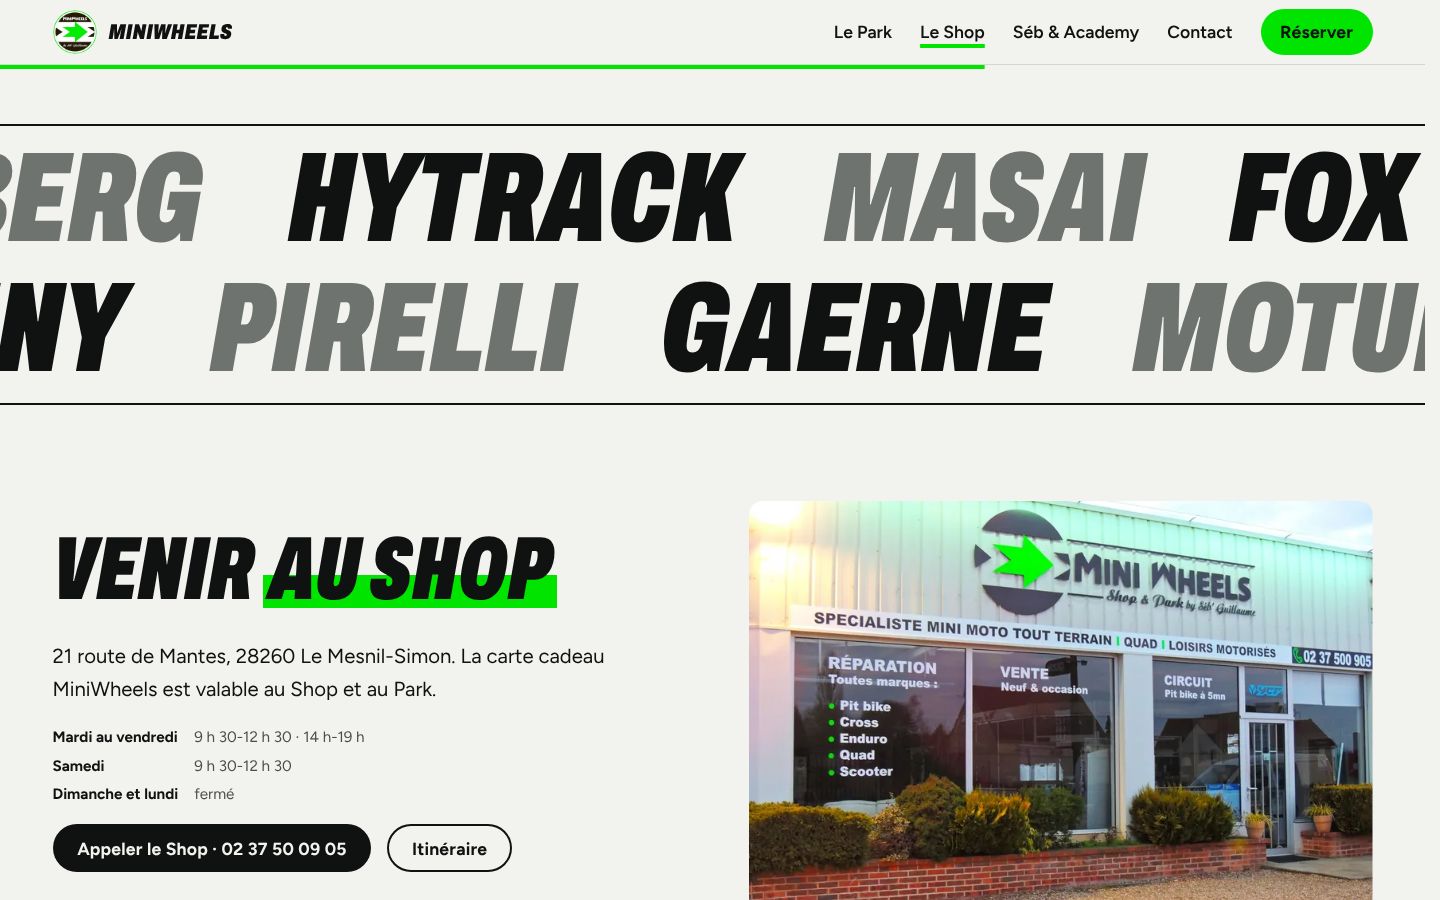 MINIWHEELS
Le Park
Le Shop
Séb & Academy
Contact
Réserver
BERG HYTRACK MASAI FOX
NY PIRELLI GAERNE MOTU
VENIR AU SHOP
21 route de Mantes, 28260 Le Mesnil-Simon. La carte cadeau
MiniWheels est valable au Shop et au Park.
Mardi au vendredi 9 h 30-12 h 30 · 14 h-19 h
Samedi 9 h 30-12 h 30
Dimanche et lundi fermé
Appeler le Shop · 02 37 50 09 05
Itinéraire
MINI WHEELS
Shop & Park by Séb' Guillaume
SPECIALISTE MINI MOTO TOUT TERRAIN I QUAD I LOISIRS MOTORISÉS
02 37 500 905
RÉPARATION
Toutes marques :
Pit bike
Cross
Enduro
Quad
Scooter
VENTE
Neuf & occasion
CIRCUIT
Pit bike à 5mn